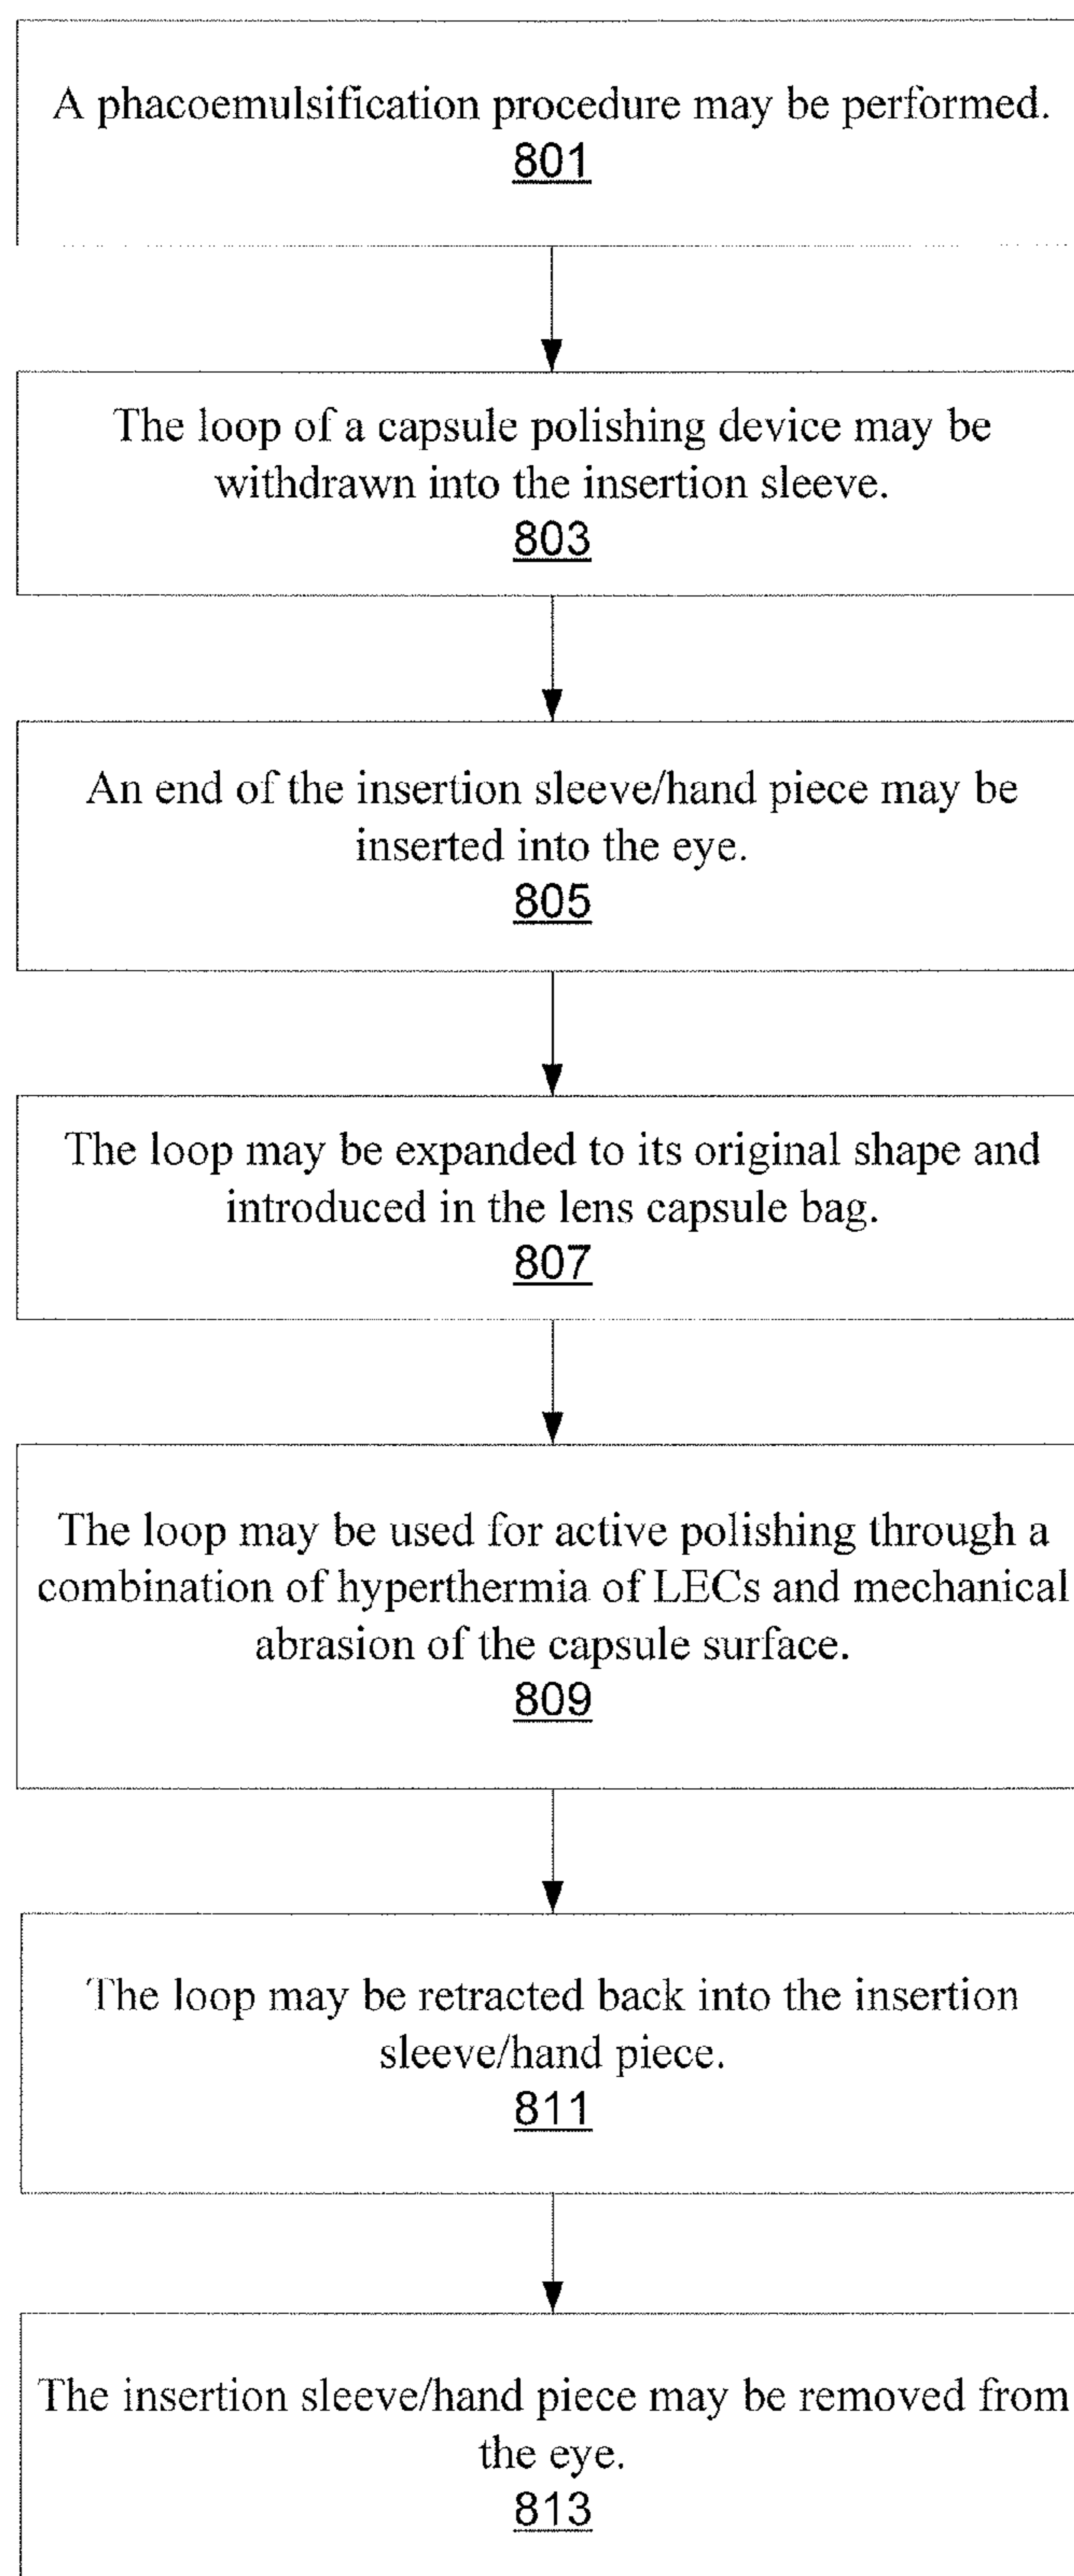 A phacoemulsification procedure may be performed.
801
The loop of a capsule polishing device may be
withdrawn into the insertion sleeve.
803
An end of the insertion sleeve/hand piece may be
inserted into the eye.
805
The loop may be expanded to its original shape and
introduced in the lens capsule bag.
807
The loop may be used for active polishing through a
combination of hyperthermia of LECs and mechanical
abrasion of the capsule surface.
809
The loop may be retracted back into the insertion
sleeve/hand piece.
811
The insertion sleeve/hand piece may be removed from
the eye.
813